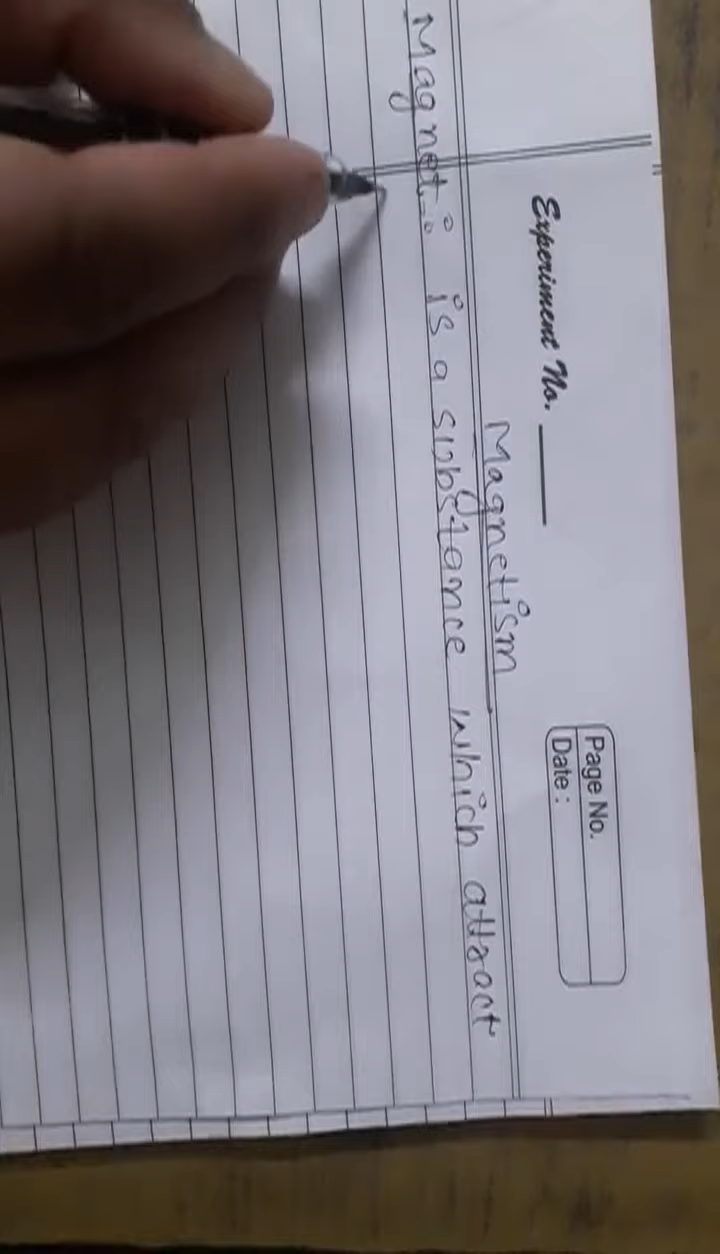 Experiment No.
Page No.
Date :
Magnetism
Magnet :- is a substance which attract